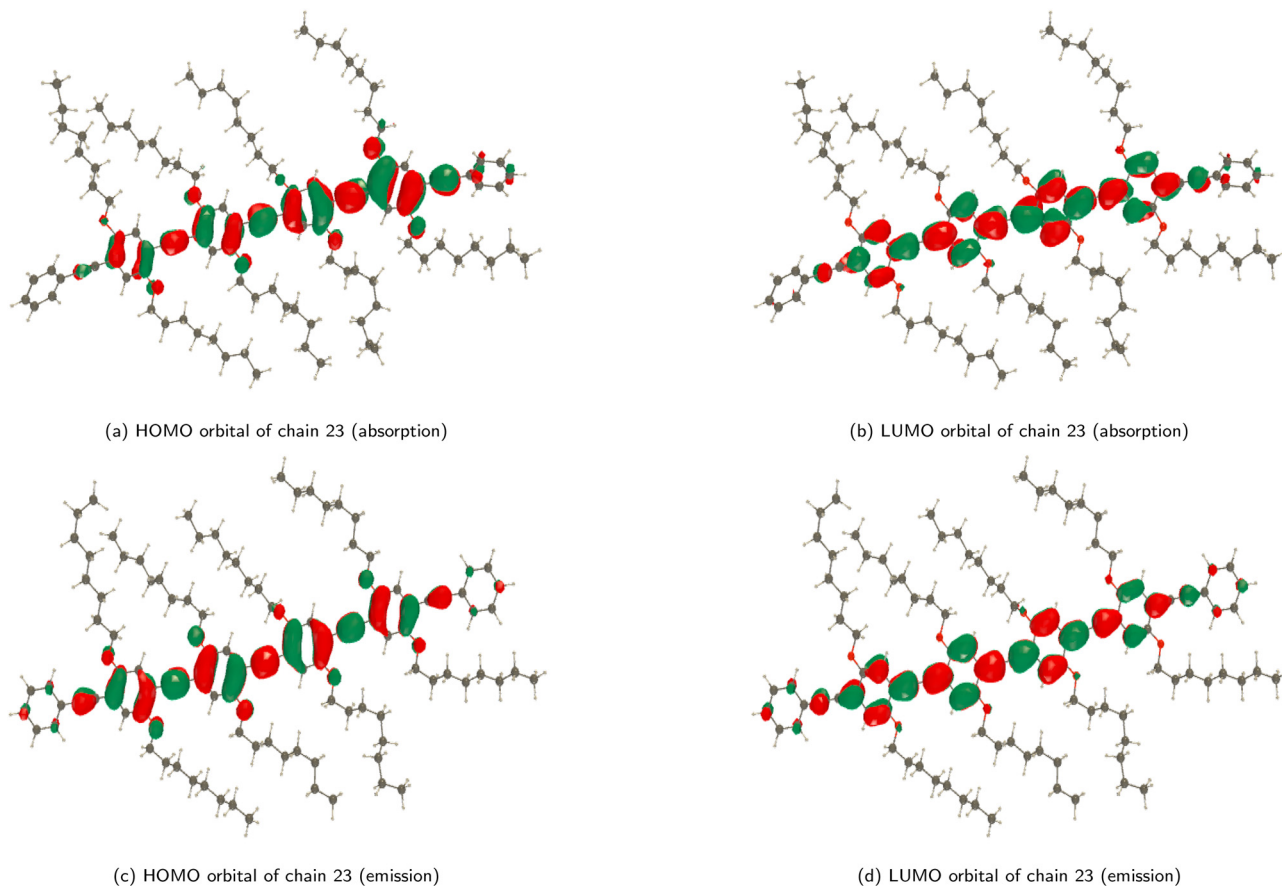 (a) HOMO orbital of chain 23 (absorption)
(b) LUMO orbital of chain 23 (absorption)
(c) HOMO orbital of chain 23 (emission)
(d) LUMO orbital of chain 23 (emission)